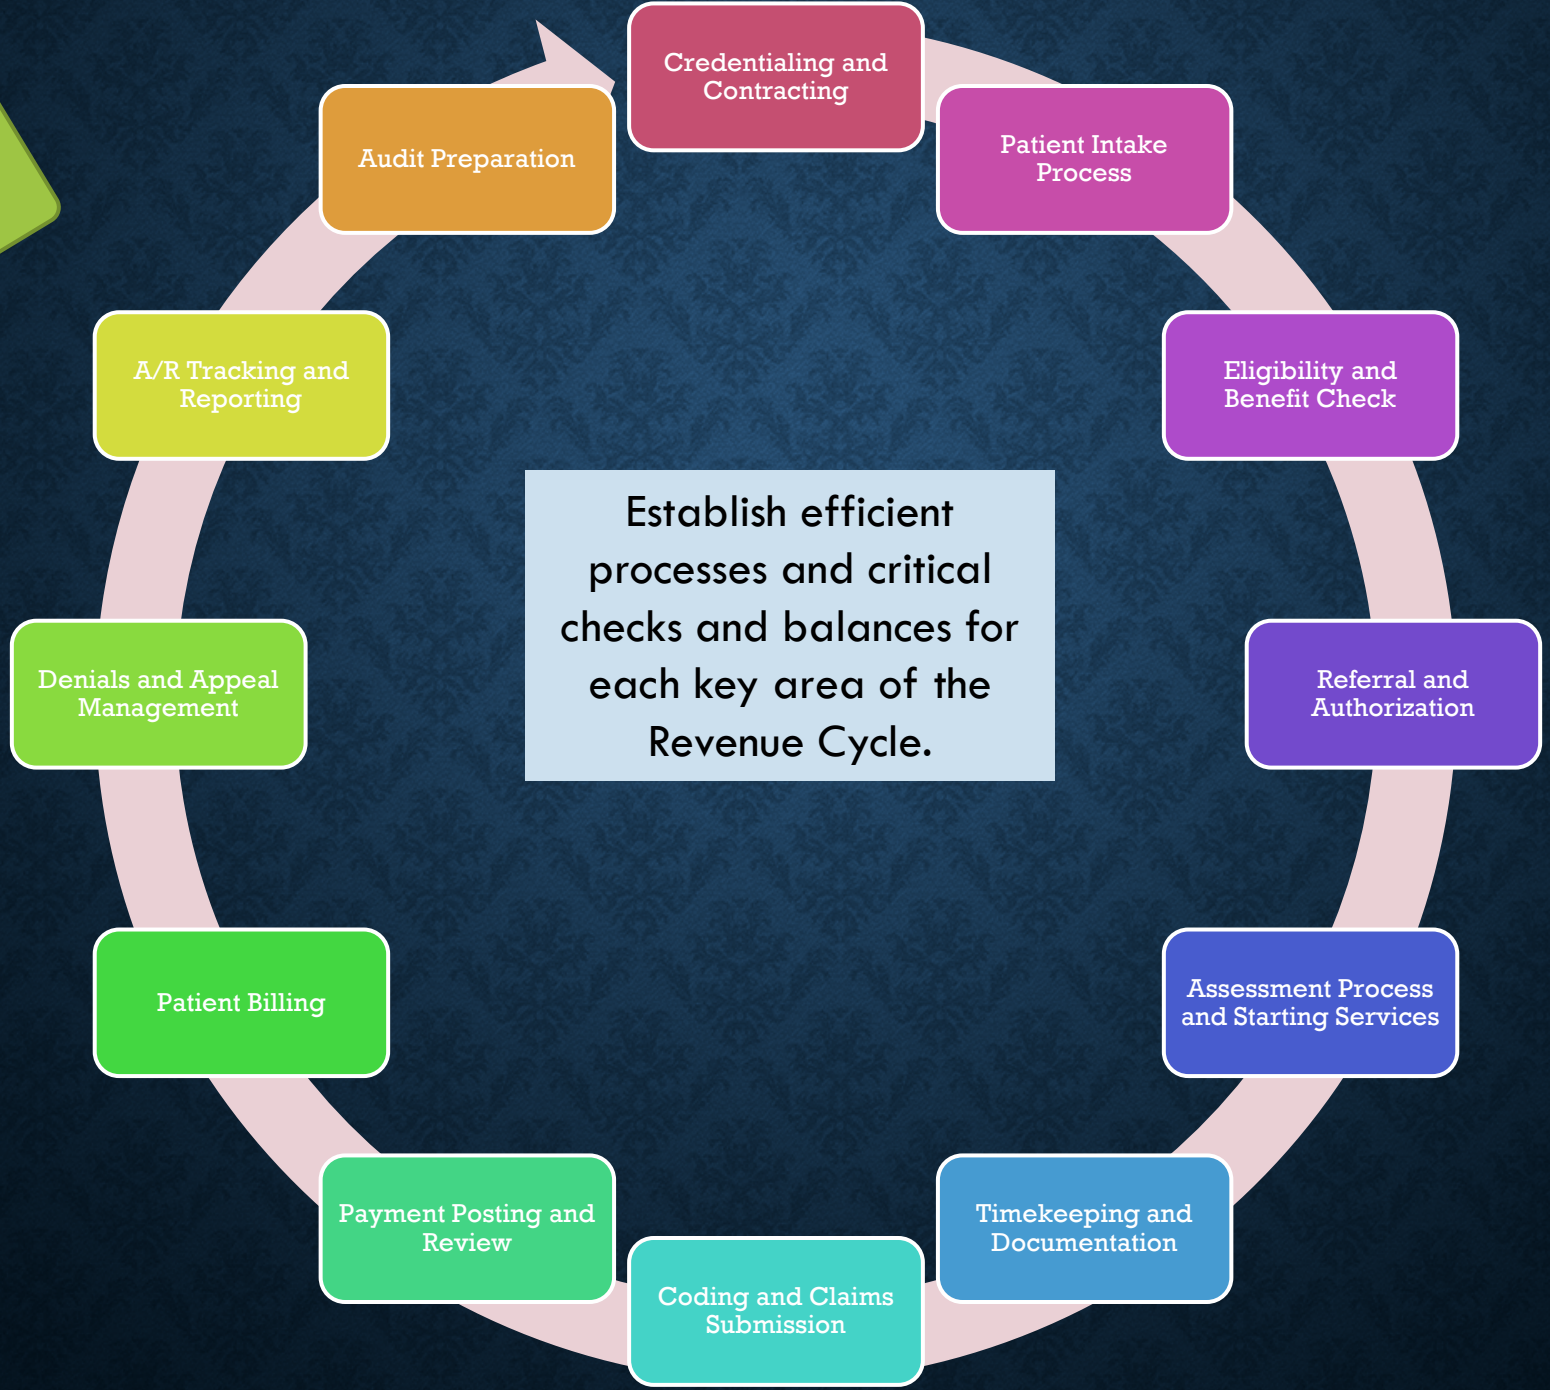 Credentialing and
Contracting
Patient Intake
Process
Eligibility and
Benefit Check
Referral and
Authorization
Assessment Process
and Starting Services
Timekeeping and
Documentation
Coding and Claims
Submission
Payment Posting and
Review
Patient Billing
Denials and Appeal
Management
A/R Tracking and
Reporting
Audit Preparation
Establish efficient
processes and critical
checks and balances for
each key area of the
Revenue Cycle.